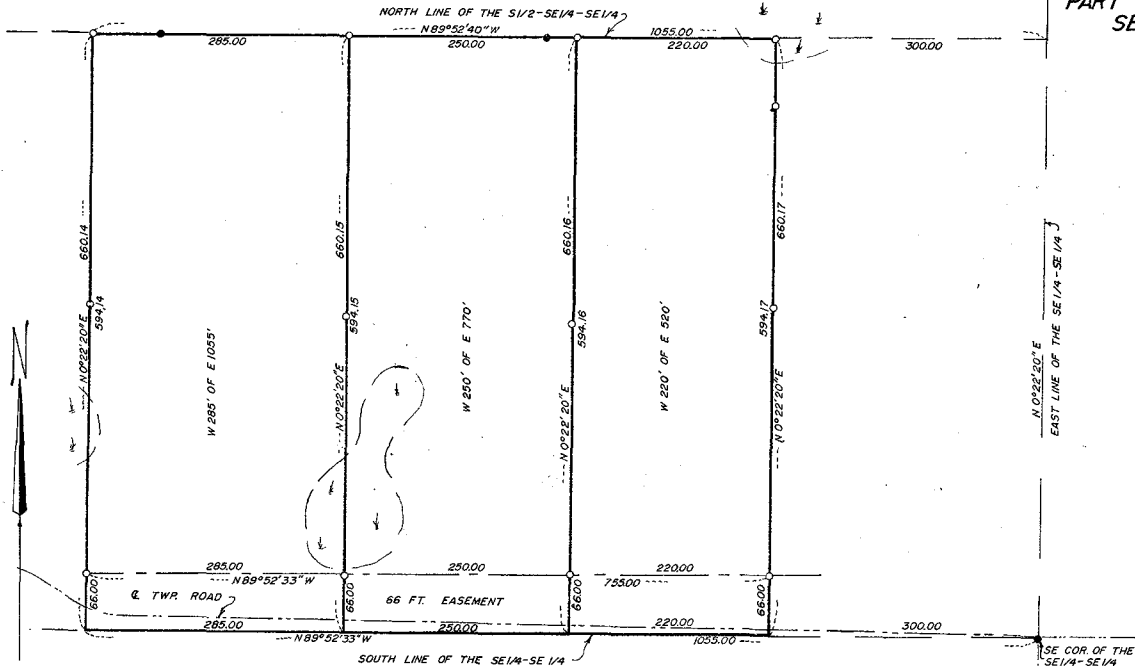 PART
SE
NORTH LINE OF THE S1/2-SE1/4-SE1/4
N89°52'40"W
1055.00
285.00
250.00
220.00
300.00
660.14
594.14
N0°22'20"E
W 285' OF E 1055'
660.15
594.15
N0°22'20"E
W 250' OF E 770'
660.16
594.16
N0°22'20"E
W 220' OF E 520'
660.17
594.17
N0°22'20"E
N0°22'20"E
EAST LINE OF THE SE1/4-SE1/4
N
285.00
N89°52'33"W
250.00
220.00
755.00
66.00
66.00
66.00
66.00
℄ TWP. ROAD
66 FT. EASEMENT
285.00
N89°52'33"W
250.00
220.00
1055.00
300.00
SOUTH LINE OF THE SE1/4-SE1/4
SE COR. OF THE
SE1/4-SE1/4